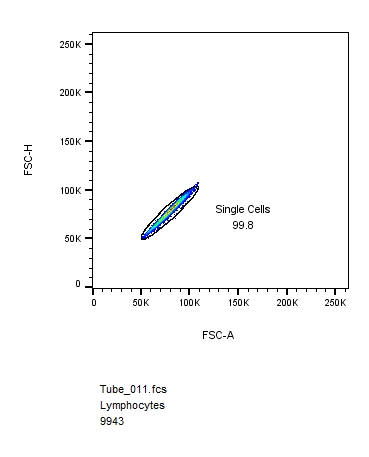 250K
200K
150K
100K
50K
0
FSC-H
Single Cells
99.8
0 50K 100K 150K 200K 250K
FSC-A
Tube_011.fcs
Lymphocytes
9943